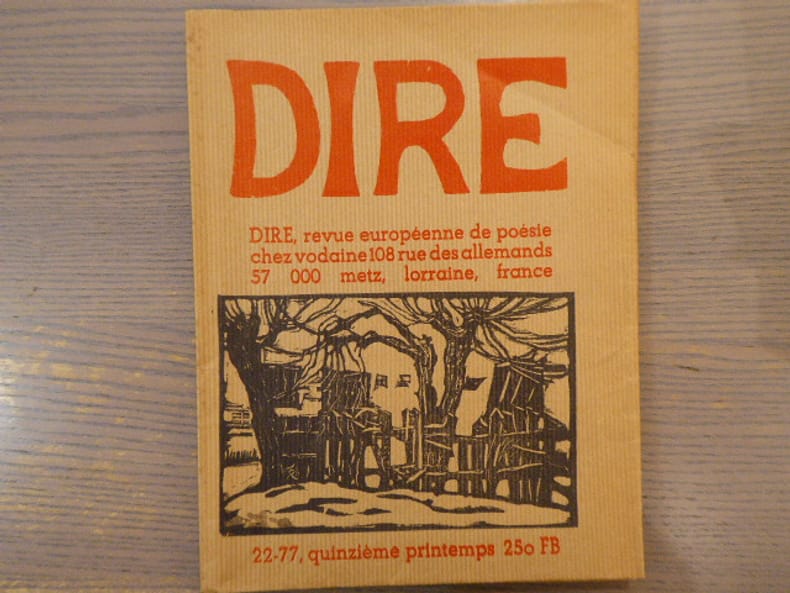 DIRE
DIRE, revue européenne de poésie
chez vodaine 108 rue des allemands
57 000 metz, lorraine, france
22-77, quinzième printemps 25o FB